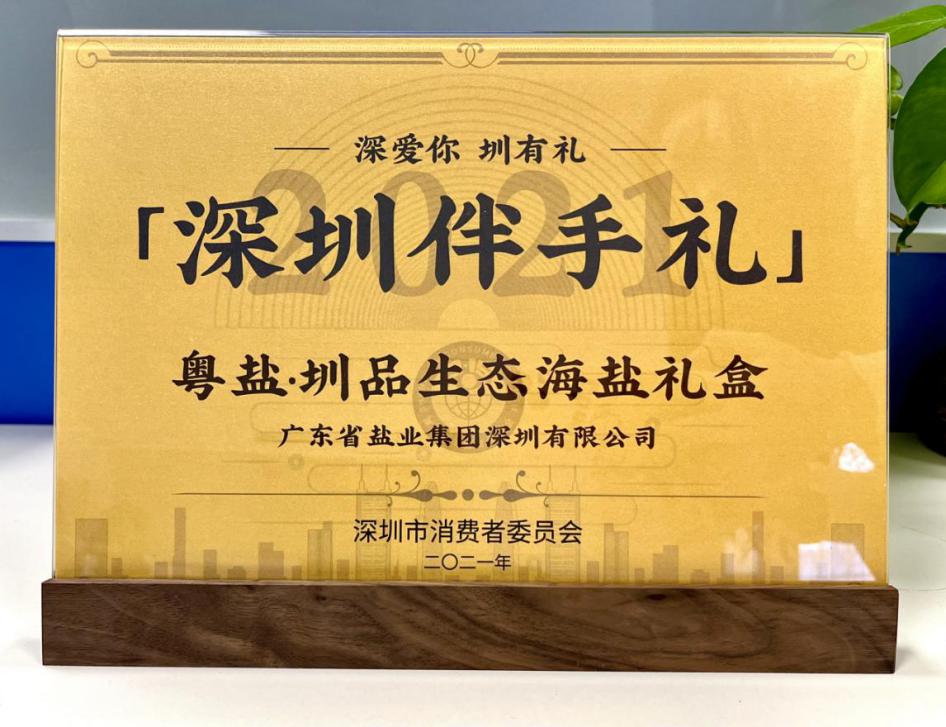 深爱你 圳有礼
2021
「深圳伴手礼」
粤盐·圳品生态海盐礼盒
广东省盐业集团深圳有限公司
深圳市消费者委员会
二〇二一年